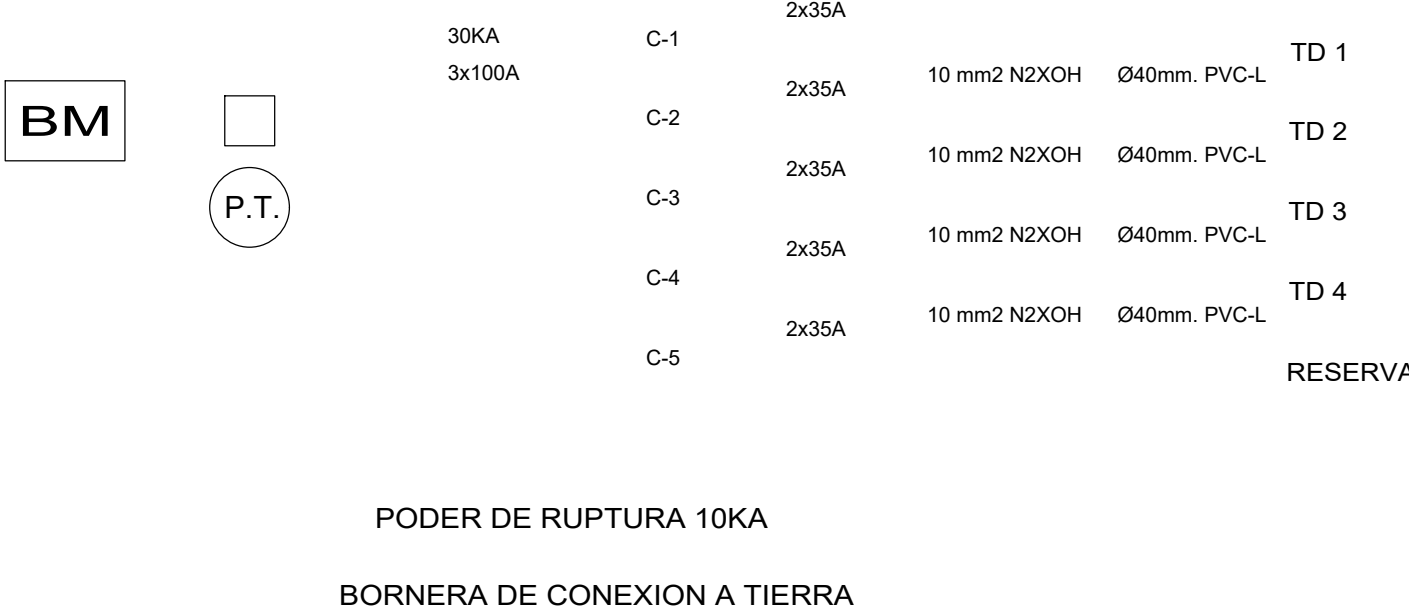 2x35A
30KA
C-1
TD 1
3x100A
2x35A
10 mm2 N2XOH
Ø40mm. PVC-L
BM
C-2
TD 2
2x35A
10 mm2 N2XOH
Ø40mm. PVC-L
P.T.
C-3
TD 3
2x35A
10 mm2 N2XOH
Ø40mm. PVC-L
C-4
TD 4
2x35A
10 mm2 N2XOH
Ø40mm. PVC-L
C-5
RESERVA
PODER DE RUPTURA 10KA
BORNERA DE CONEXION A TIERRA